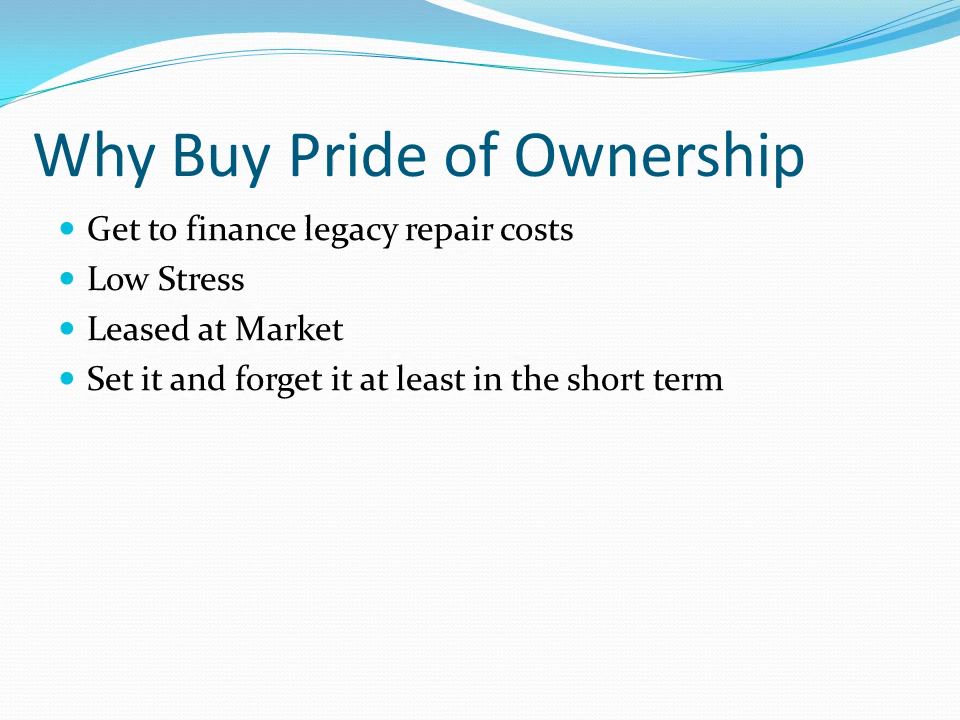 Why Buy Pride of Ownership
Get to finance legacy repair costs
Low Stress
Leased at Market
Set it and forget it at least in the short term